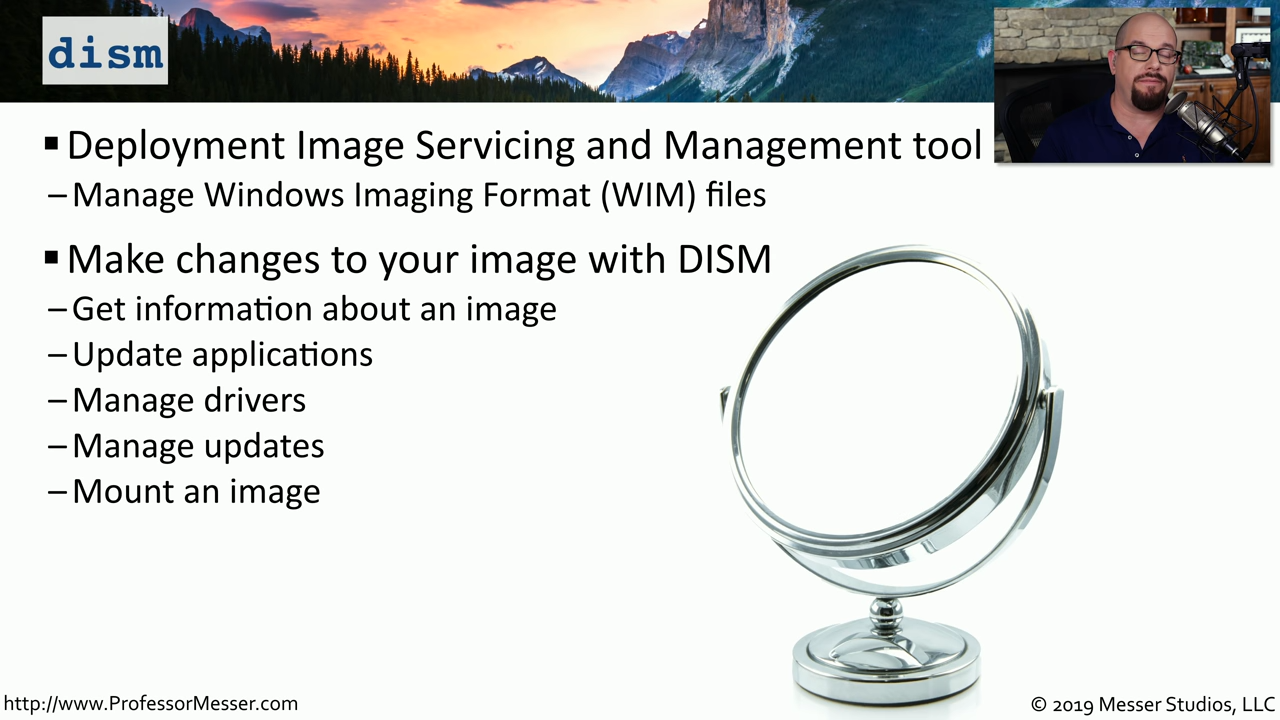 dism
▪ Deployment Image Servicing and Management tool
– Manage Windows Imaging Format (WIM) files
▪ Make changes to your image with DISM
– Get information about an image
– Update applications
– Manage drivers
– Manage updates
– Mount an image
http://www.ProfessorMesser.com
© 2019 Messer Studios, LLC